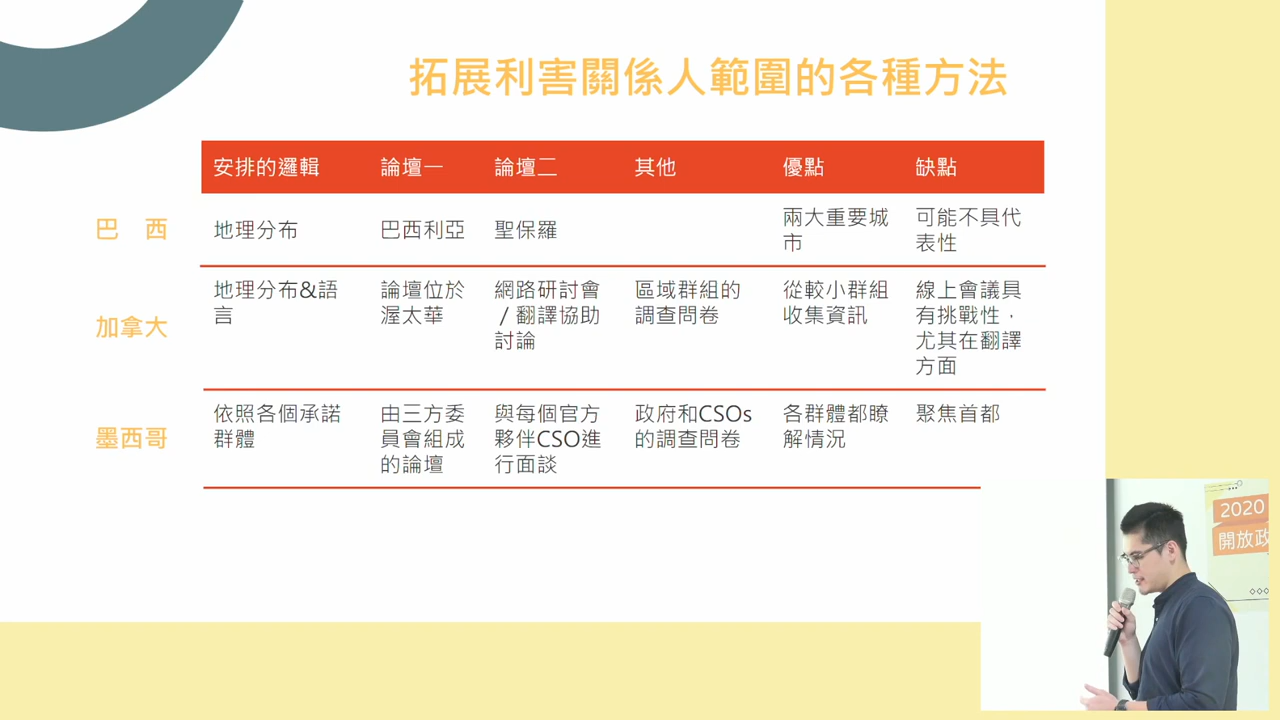 拓展利害關係人範圍的各種方法
安排的邏輯 論壇一 論壇二 其他 優點 缺点
巴 西 地理分布 巴西利亞 聖保羅 兩大重要城市 可能不具代表性
加拿大 地理分布&語言 論壇位於渥太華 網路研討會/翻譯協助討論 區域群組的調查問卷 從較小群組收集資訊 線上會議具有挑戰性，尤其在翻譯方面
墨西哥 依照各個承諾群體 由三方委員會組成的論壇 與每個官方夥伴CSO進行面談 政府和CSOs的調查問卷 各群體都瞭解情況 聚焦首都
2020
開放政